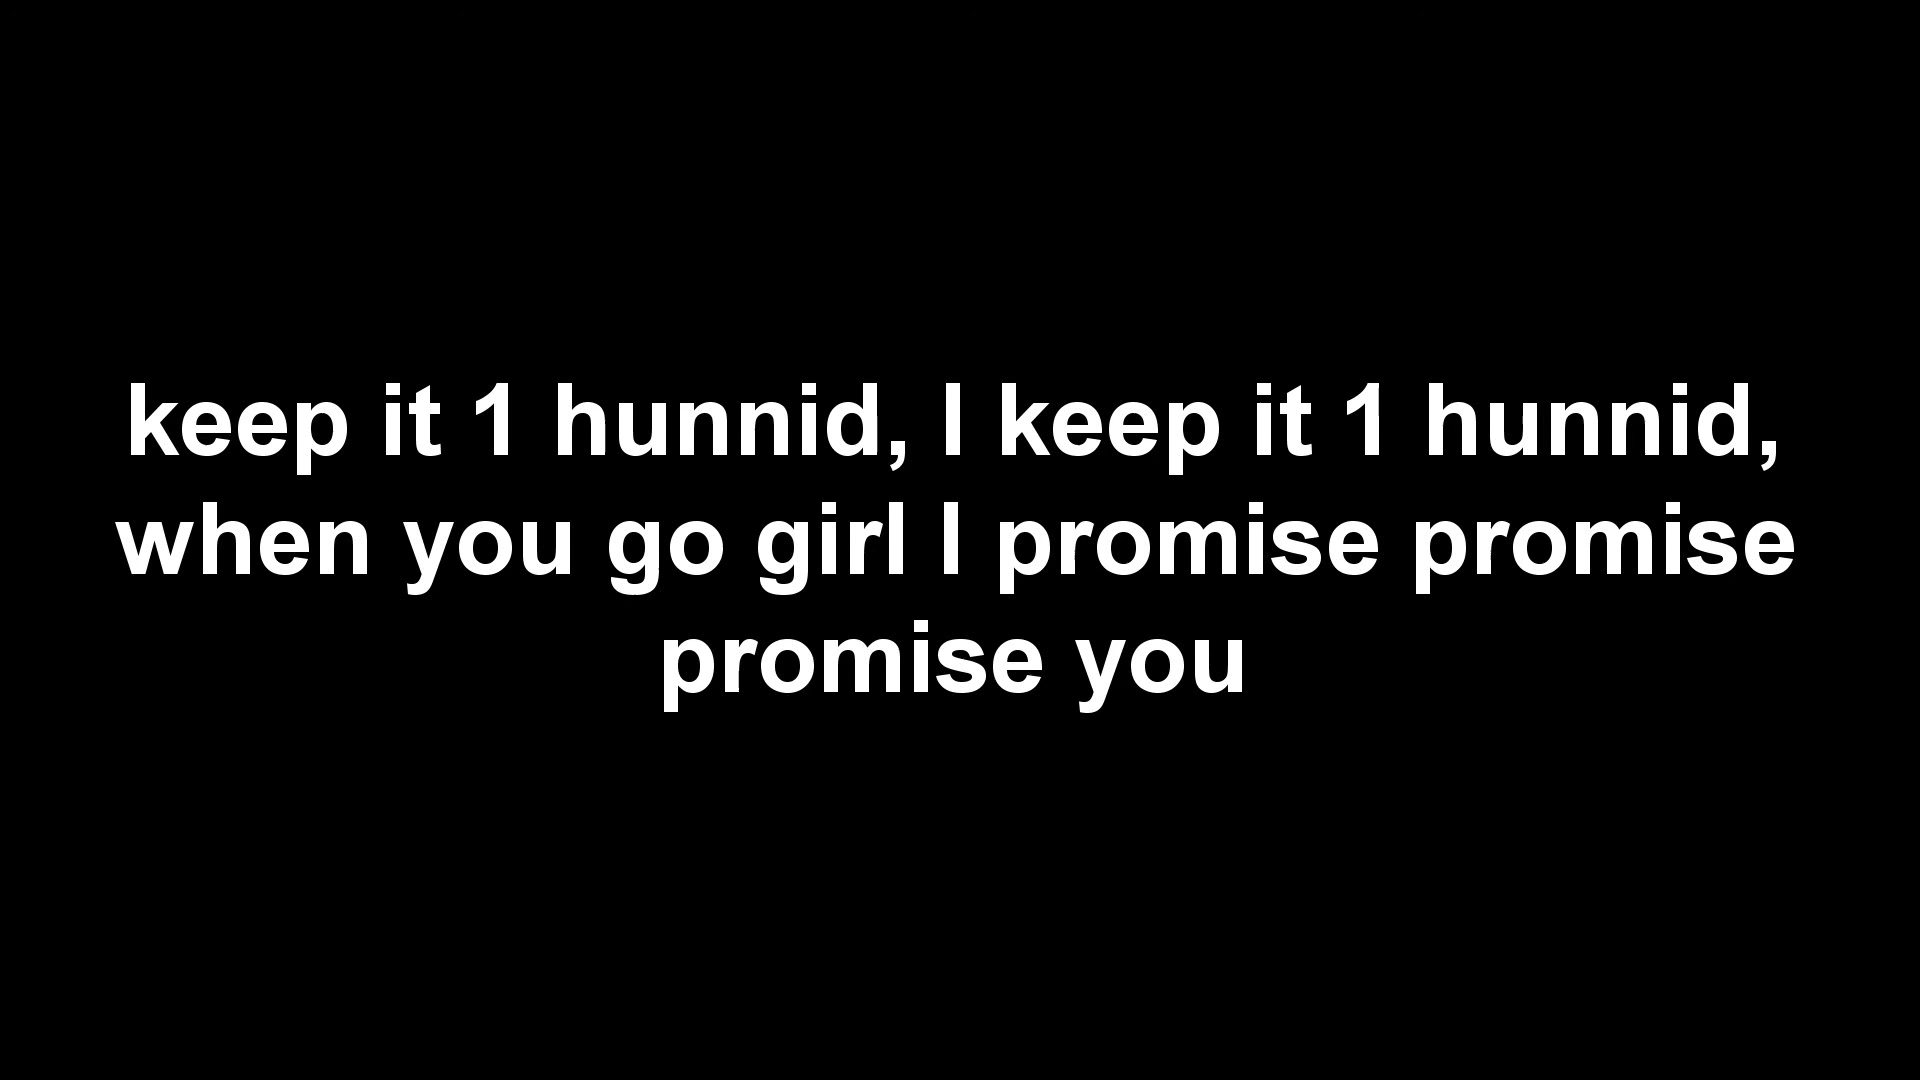 keep it 1 hunnid, I keep it 1 hunnid,
when you go girl I promise promise
promise you